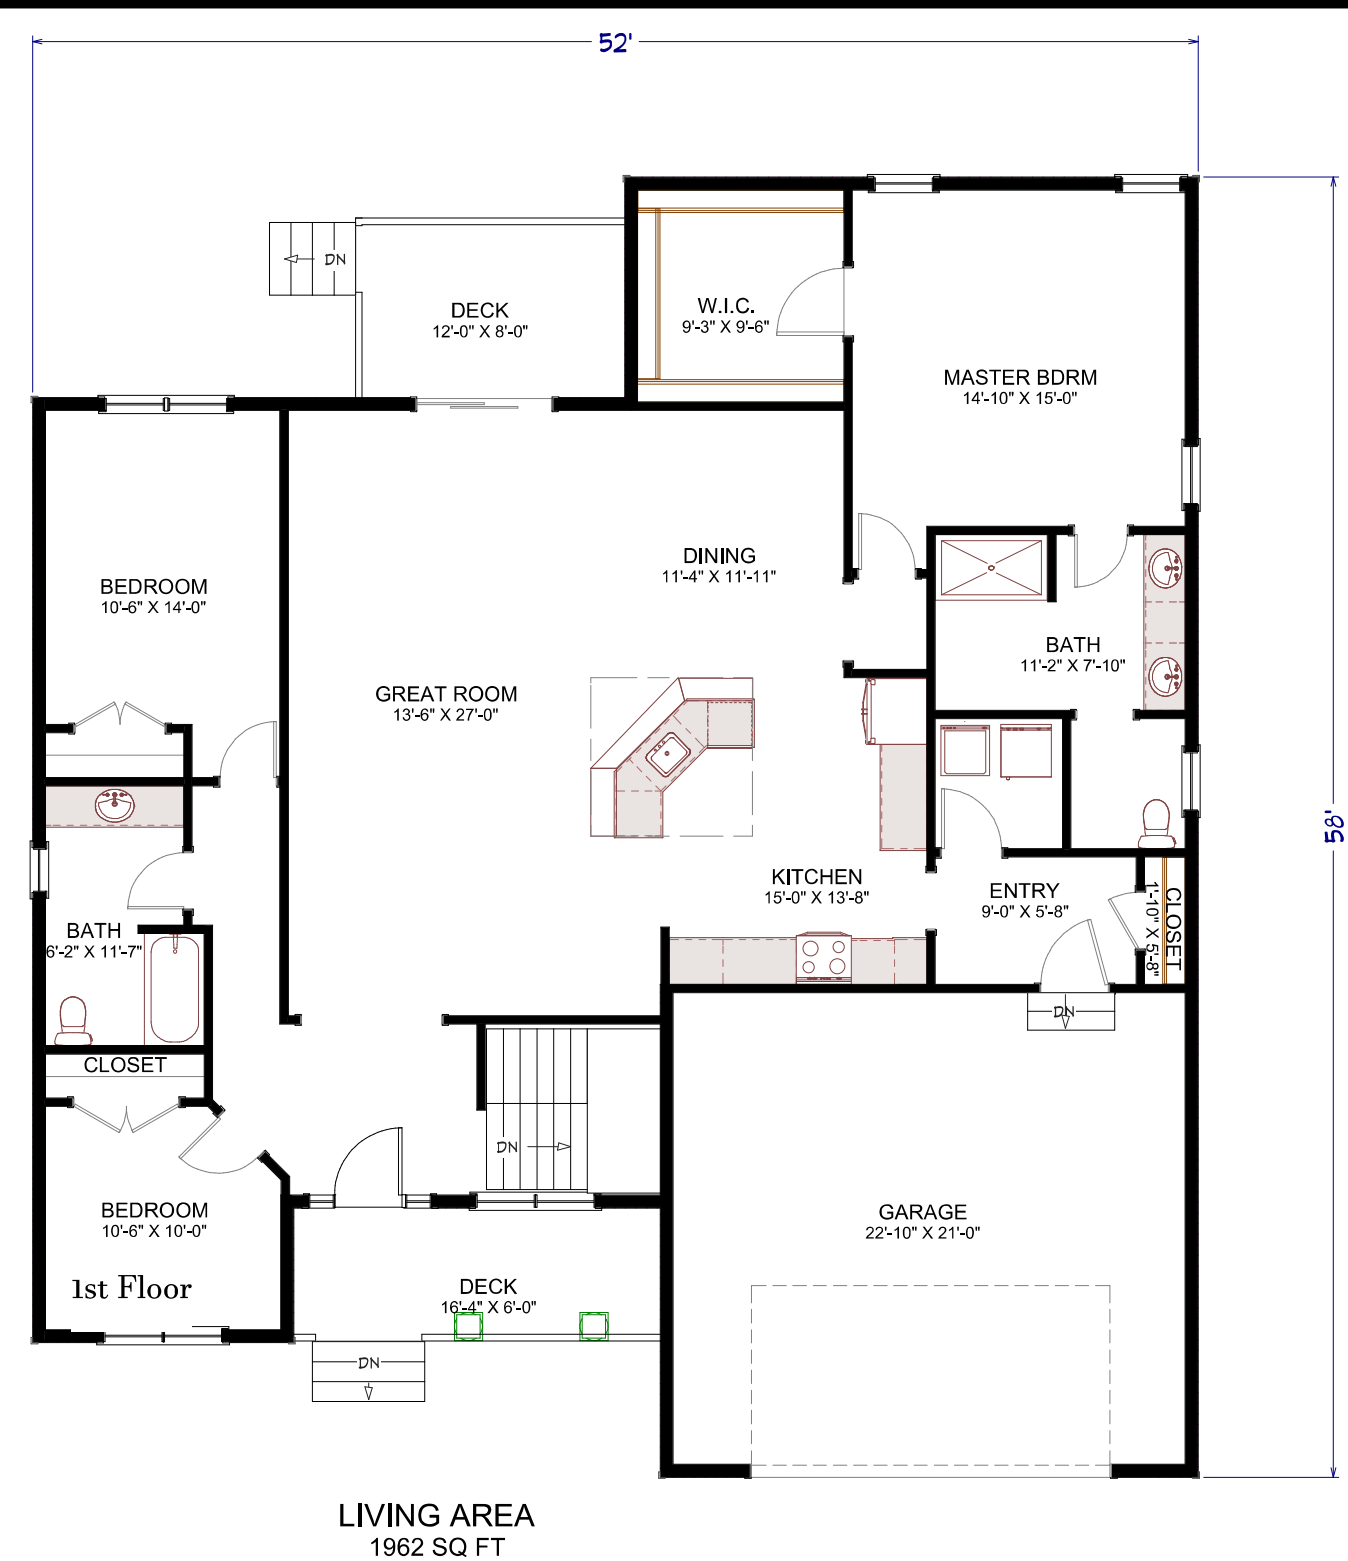 52'
DN
DECK
12'-0" X 8'-0"
W.I.C.
9'-3" X 9'-6"
MASTER BDRM
14'-10" X 15'-0"
BEDROOM
10'-6" X 14'-0"
DINING
11'-4" X 11'-11"
BATH
11'-2" X 7'-10"
GREAT ROOM
13'-6" X 27'-0"
58'
KITCHEN
15'-0" X 13'-8"
ENTRY
9'-0" X 5'-8"
CLOSET
1'-10" X 5'-8"
BATH
6'-2" X 11'-7"
DN
CLOSET
DN
BEDROOM
10'-6" X 10'-0"
GARAGE
22'-10" X 21'-0"
1st Floor
DECK
16'-4" X 6'-0"
DN
LIVING AREA
1962 SQ FT